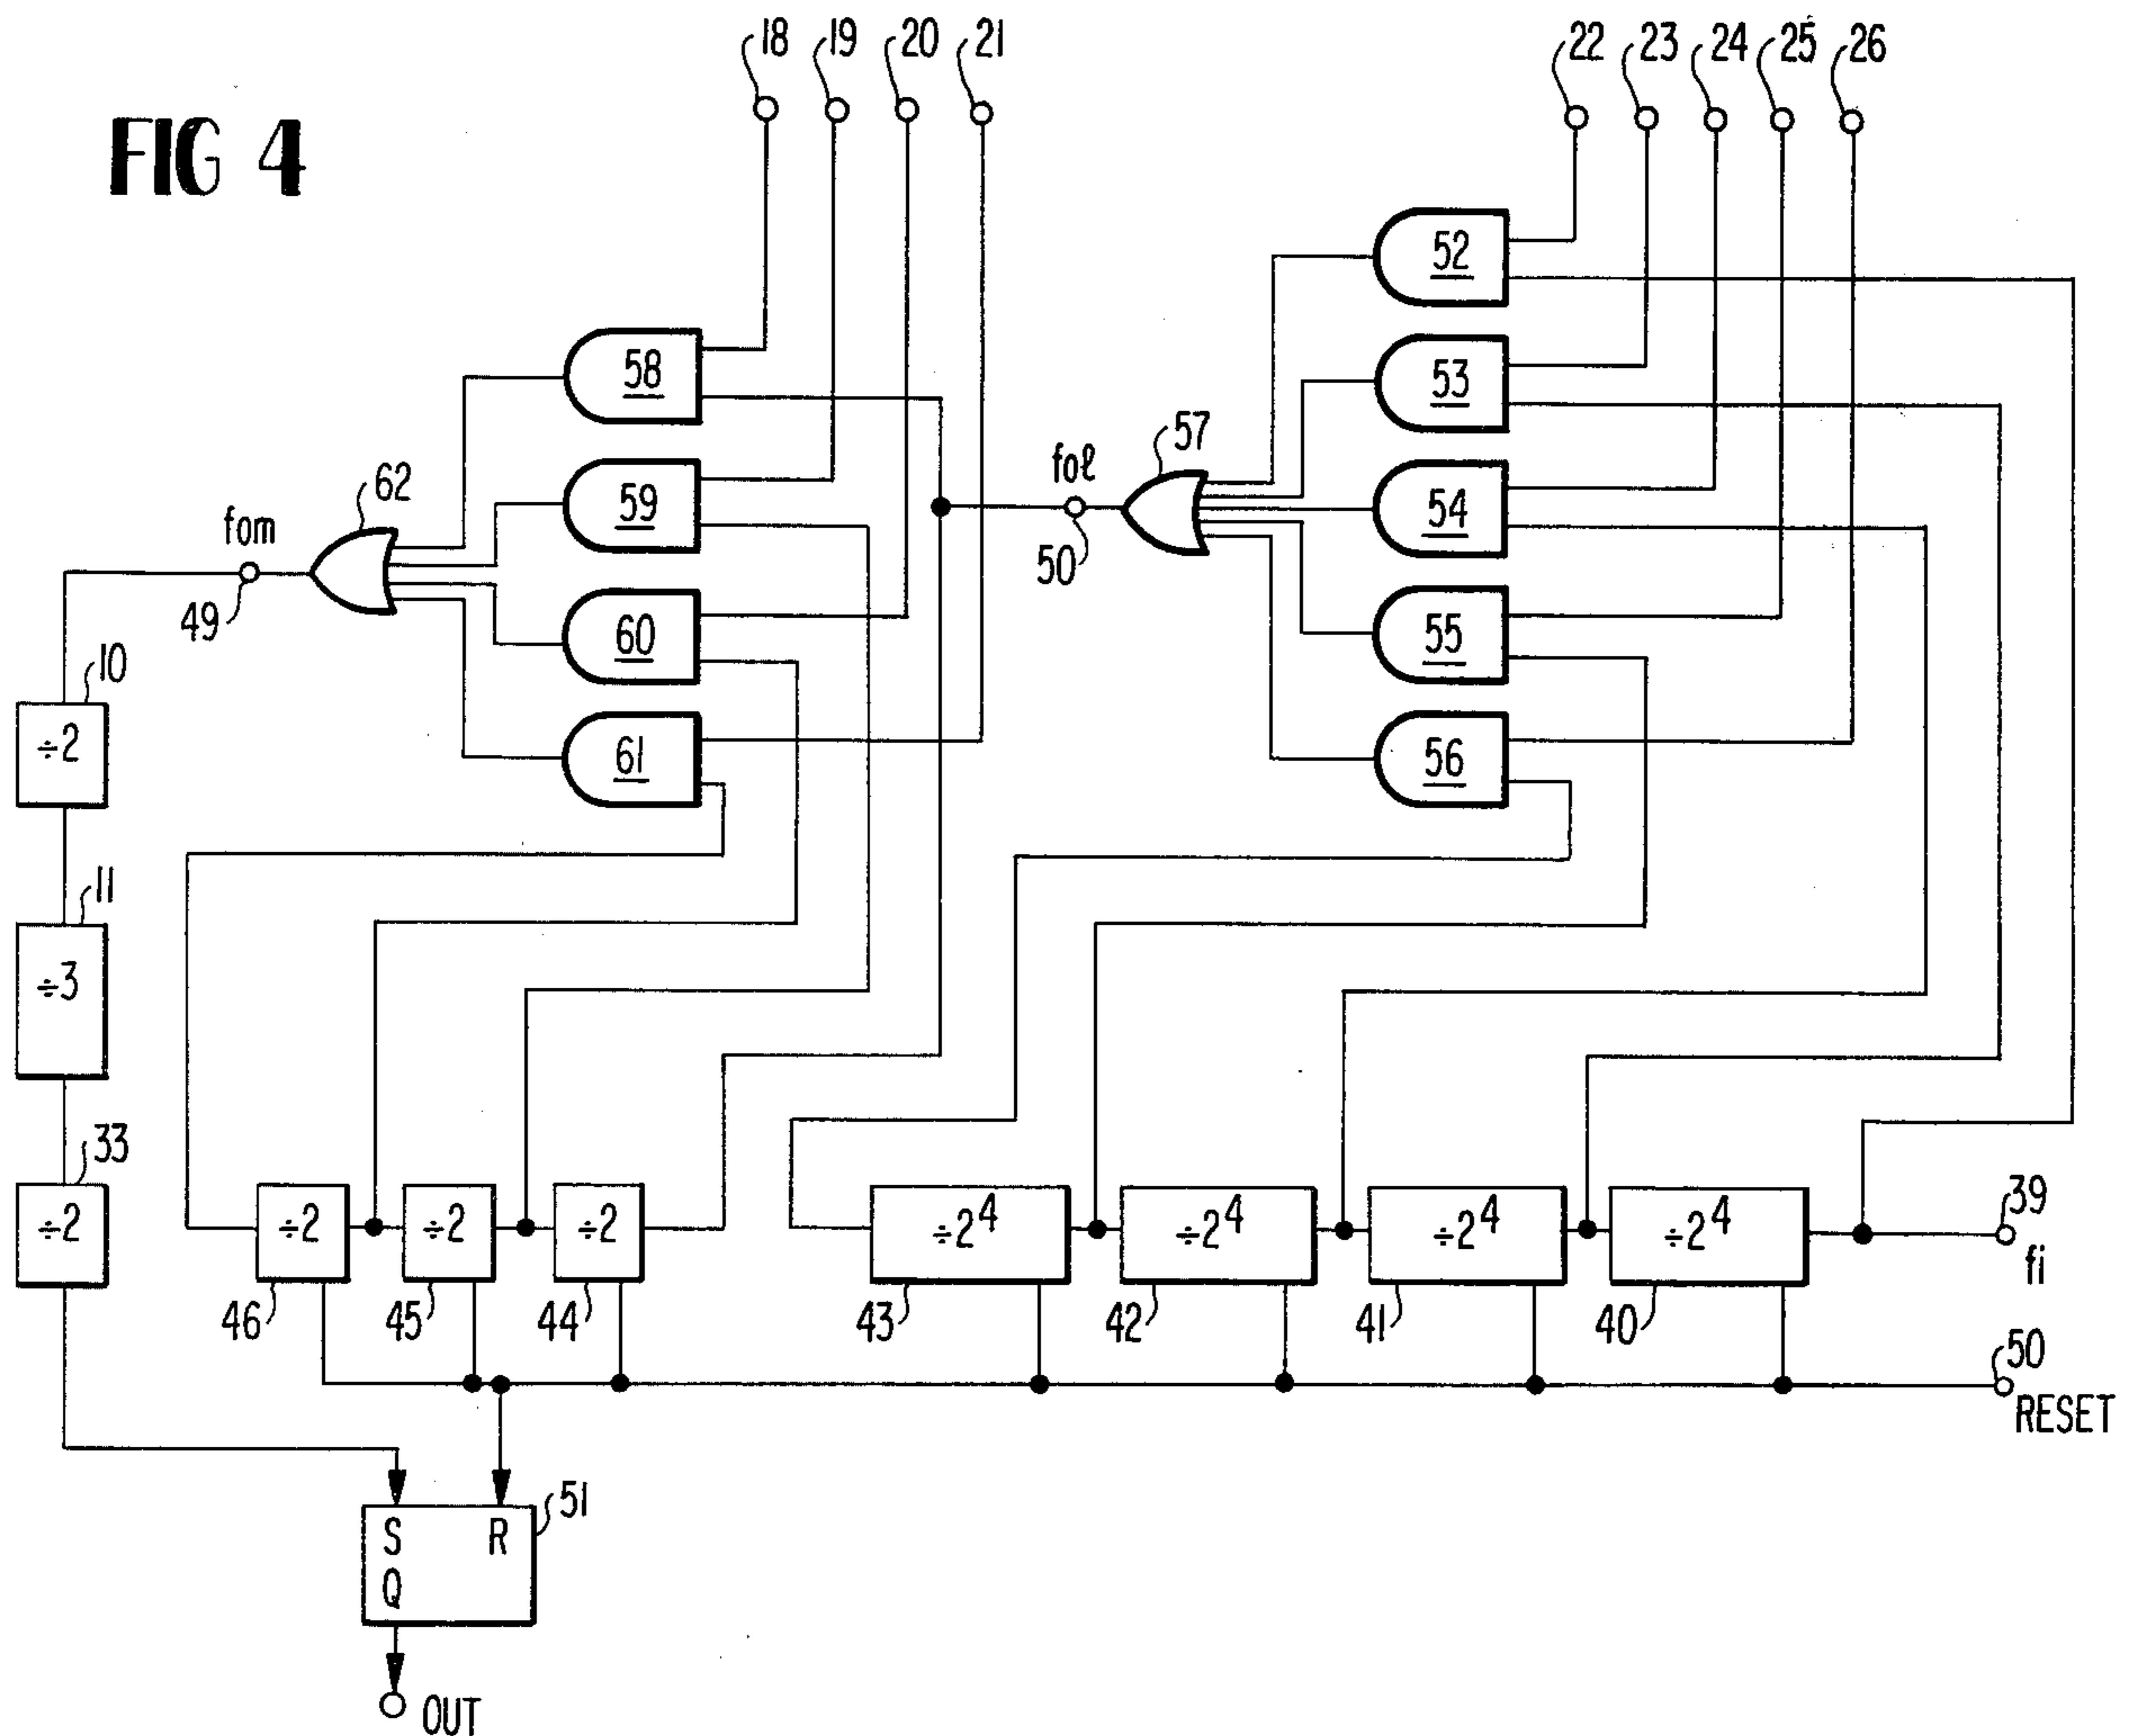 18 19 20 21 22 23 24 25 26
FIG 4
52
58 53
57
fol
62 59 54
fom
50
49 60 55
10
÷2 61 56
11
÷3
33
÷2 ÷2 ÷2 ÷2 ÷2⁴ ÷2⁴ ÷2⁴ ÷2⁴ 39
fi
46 45 44 43 42 41 40
50
RESET
51
S R
Q
OUT